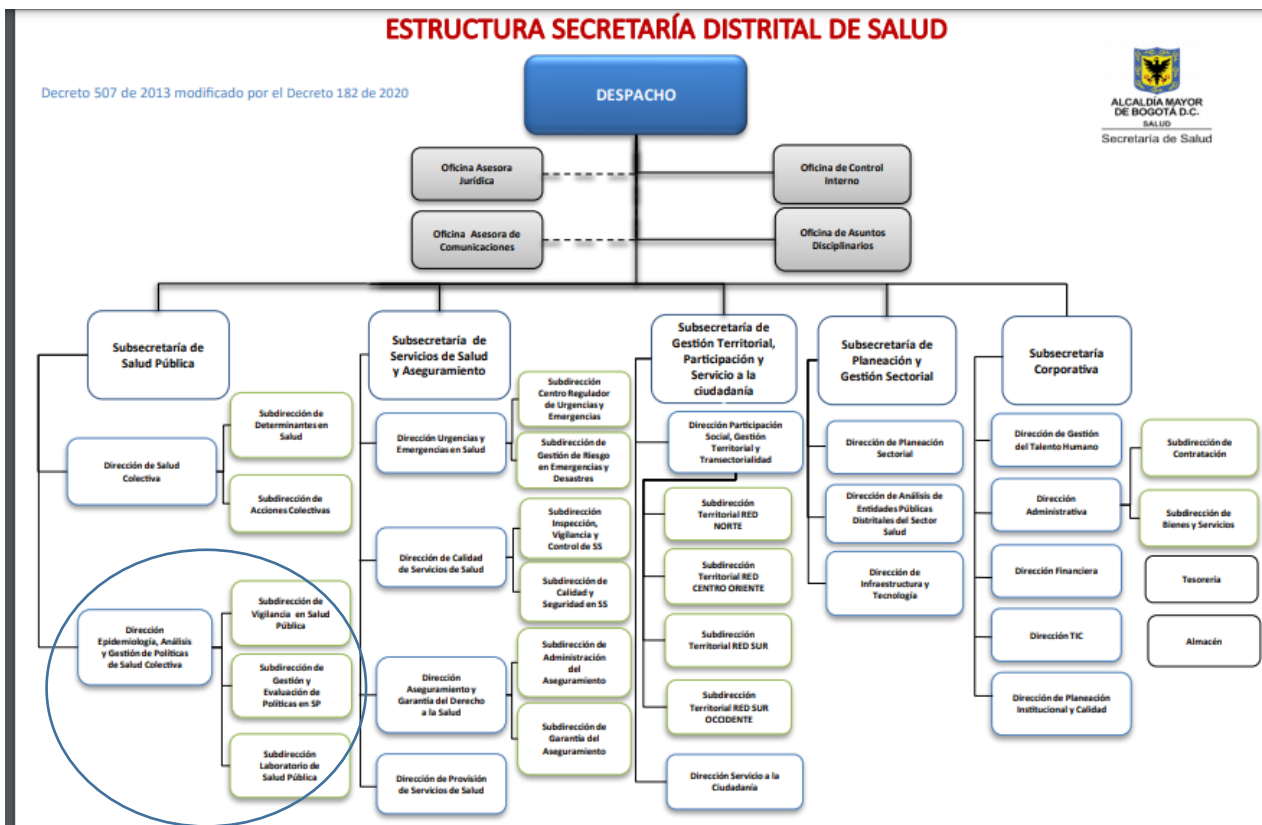 ESTRUCTURA SECRETARÍA DISTRITAL DE SALUD
Decreto 507 de 2013 modificado por el Decreto 182 de 2020
ALCALDÍA MAYOR
DE BOGOTÁ D.C.
SALUD
Secretaría de Salud
DESPACHO
Oficina Asesora
Jurídica
Oficina de Control
Interno
Oficina Asesora de
Comunicaciones
Oficina de Asuntos
Disciplinarios
Subsecretaría de
Salud Pública
Dirección de Salud
Colectiva
Subdirección de
Determinantes en
Salud
Subdirección de
Acciones Colectivas
Dirección
Epidemiología, Análisis
y Gestión de Políticas
de Salud Colectiva
Subdirección de
Vigilancia en Salud
Pública
Subdirección de
Gestión y
Evaluación de
Políticas en SP
Subdirección
Laboratorio de
Salud Pública
Subsecretaría de
Servicios de Salud
y Aseguramiento
Dirección Urgencias y
Emergencias en Salud
Subdirección
Centro Regulador
de Urgencias y
Emergencias
Subdirección de
Gestión de Riesgo
en Emergencias y
Desastres
Dirección de Calidad
de Servicios de Salud
Subdirección
Inspección,
Vigilancia y
Control de SS
Subdirección de
Calidad y
Seguridad en SS
Dirección
Aseguramiento y
Garantía del Derecho
a la Salud
Subdirección de
Administración
del
Aseguramiento
Subdirección de
Garantía del
Aseguramiento
Dirección de Provisión
de Servicios de Salud
Subsecretaría de
Gestión Territorial,
Participación y
Servicio a la
ciudadanía
Dirección Participación
Social, Gestión
Territorial y
Transectorialidad
Subdirección
Territorial RED
NORTE
Subdirección
Territorial RED
CENTRO ORIENTE
Subdirección
Territorial RED SUR
Subdirección
Territorial RED SUR
OCCIDENTE
Dirección Servicio a la
Ciudadanía
Subsecretaría de
Planeación y
Gestión Sectorial
Dirección de Planeación
Sectorial
Dirección de Análisis de
Entidades Públicas
Distritales del Sector
Salud
Dirección de
Infraestructura y
Tecnología
Subsecretaría
Corporativa
Dirección de Gestión
del Talento Humano
Dirección
Administrativa
Subdirección de
Contratación
Subdirección de
Bienes y Servicios
Dirección Financiera
Tesorería
Dirección TIC
Almacén
Dirección de Planeación
Institucional y Calidad